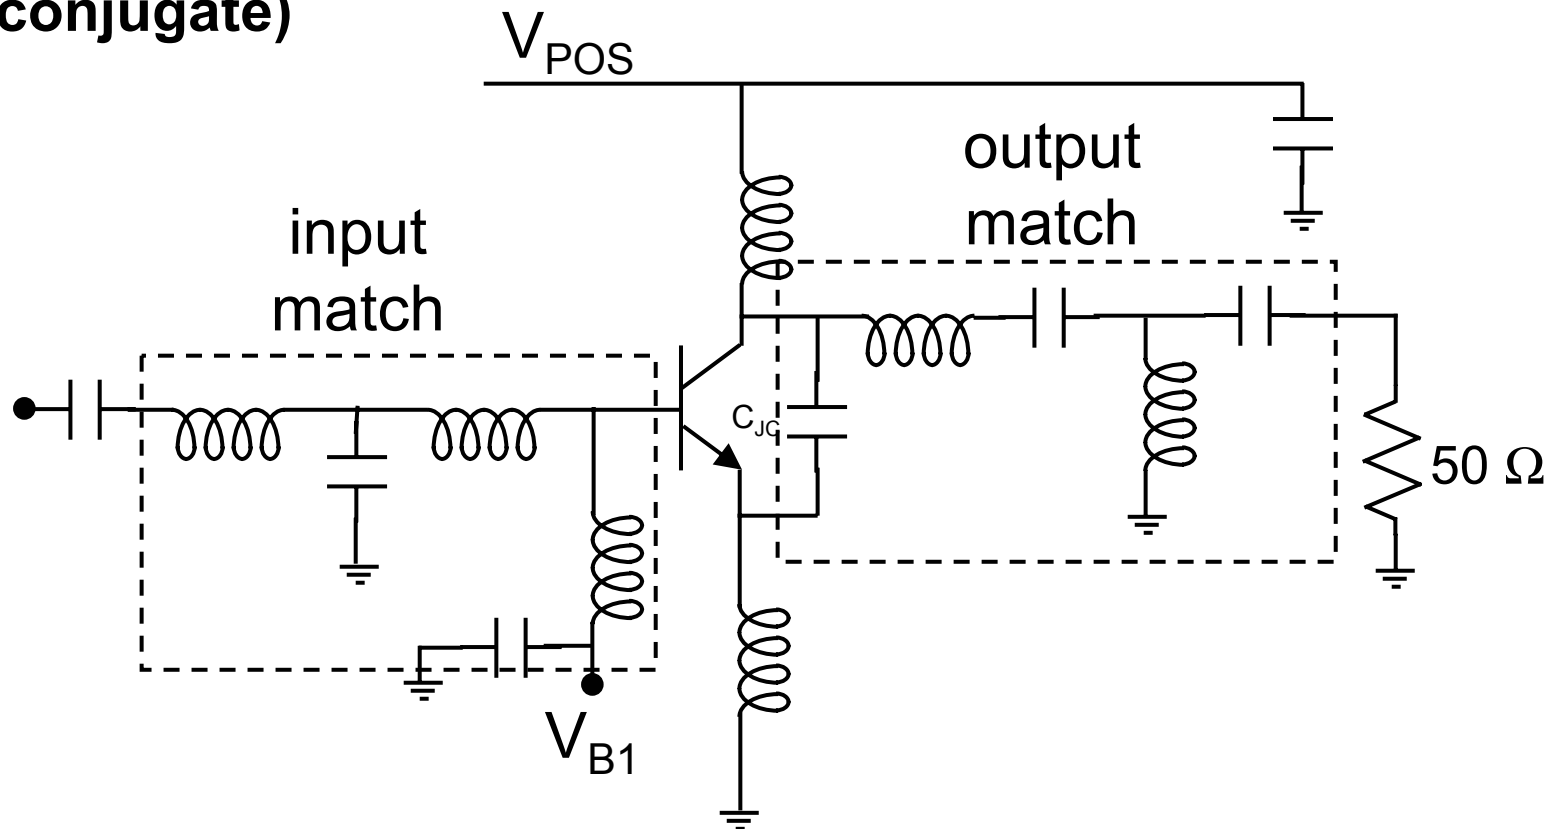 conjugate)
VPOS
output
match
input
match
CJC
50 Ω
VB1